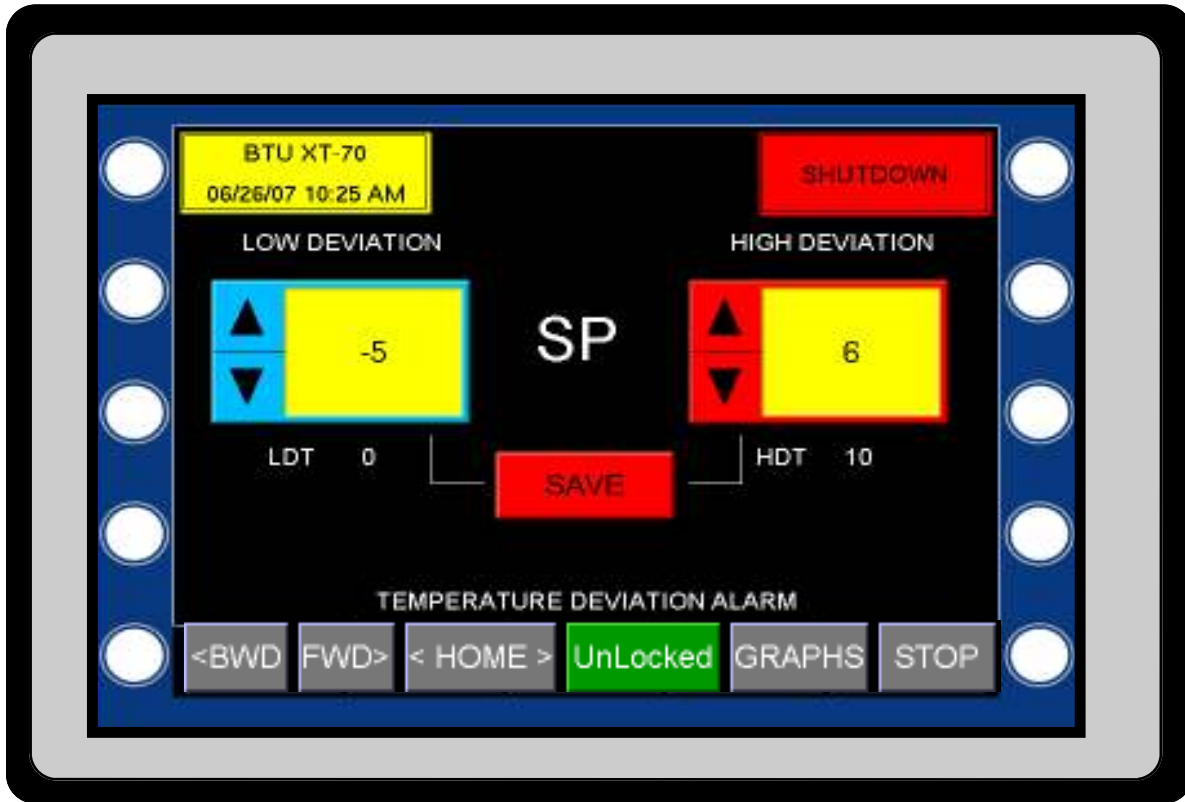 BTU XT-70
06/26/07 10:25 AM
SHUTDOWN
LOW DEVIATION
HIGH DEVIATION
-5
SP
6
LDT 0
HDT 10
SAVE
TEMPERATURE DEVIATION ALARM
<BWD FWD> < HOME > UnLocked GRAPHS STOP